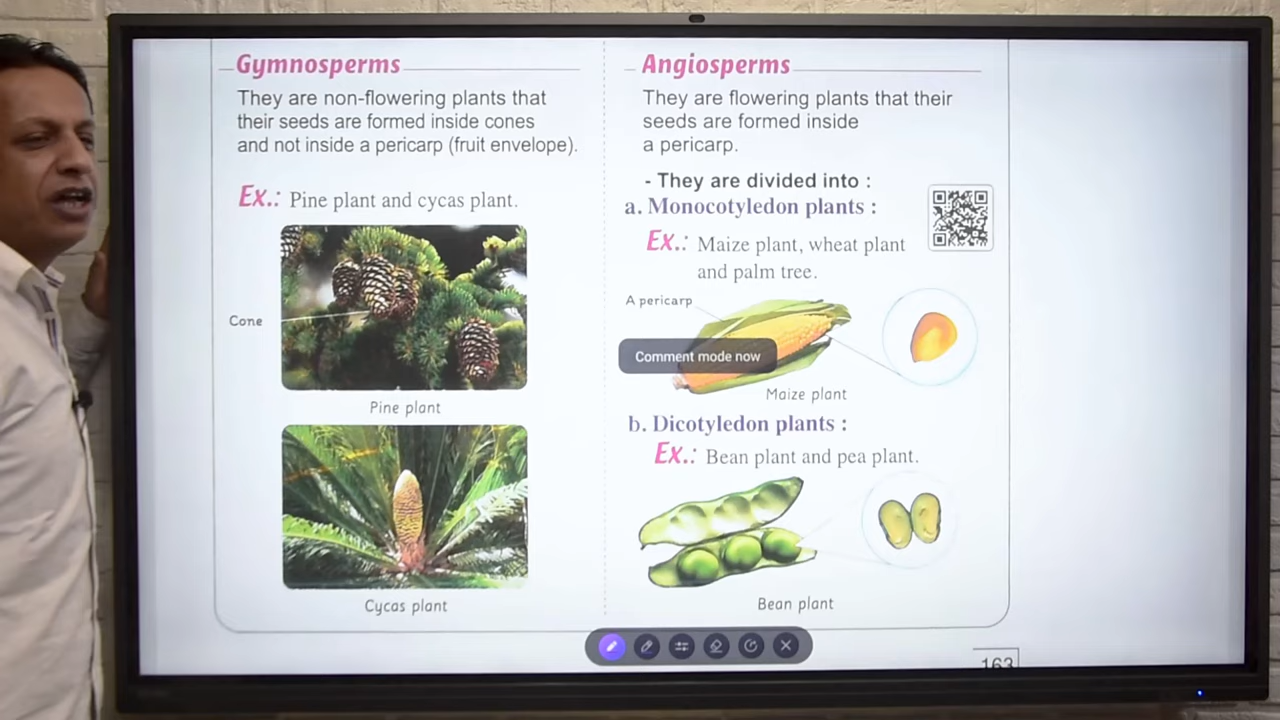 Gymnosperms
They are non-flowering plants that
their seeds are formed inside cones
and not inside a pericarp (fruit envelope).
Ex.: Pine plant and cycas plant.
Cone
Pine plant
Cycas plant
Angiosperms
They are flowering plants that their
seeds are formed inside
a pericarp.
- They are divided into :
a. Monocotyledon plants :
Ex.: Maize plant, wheat plant
and palm tree.
A pericarp
Comment mode now
Maize plant
b. Dicotyledon plants :
Ex.: Bean plant and pea plant.
Bean plant
163